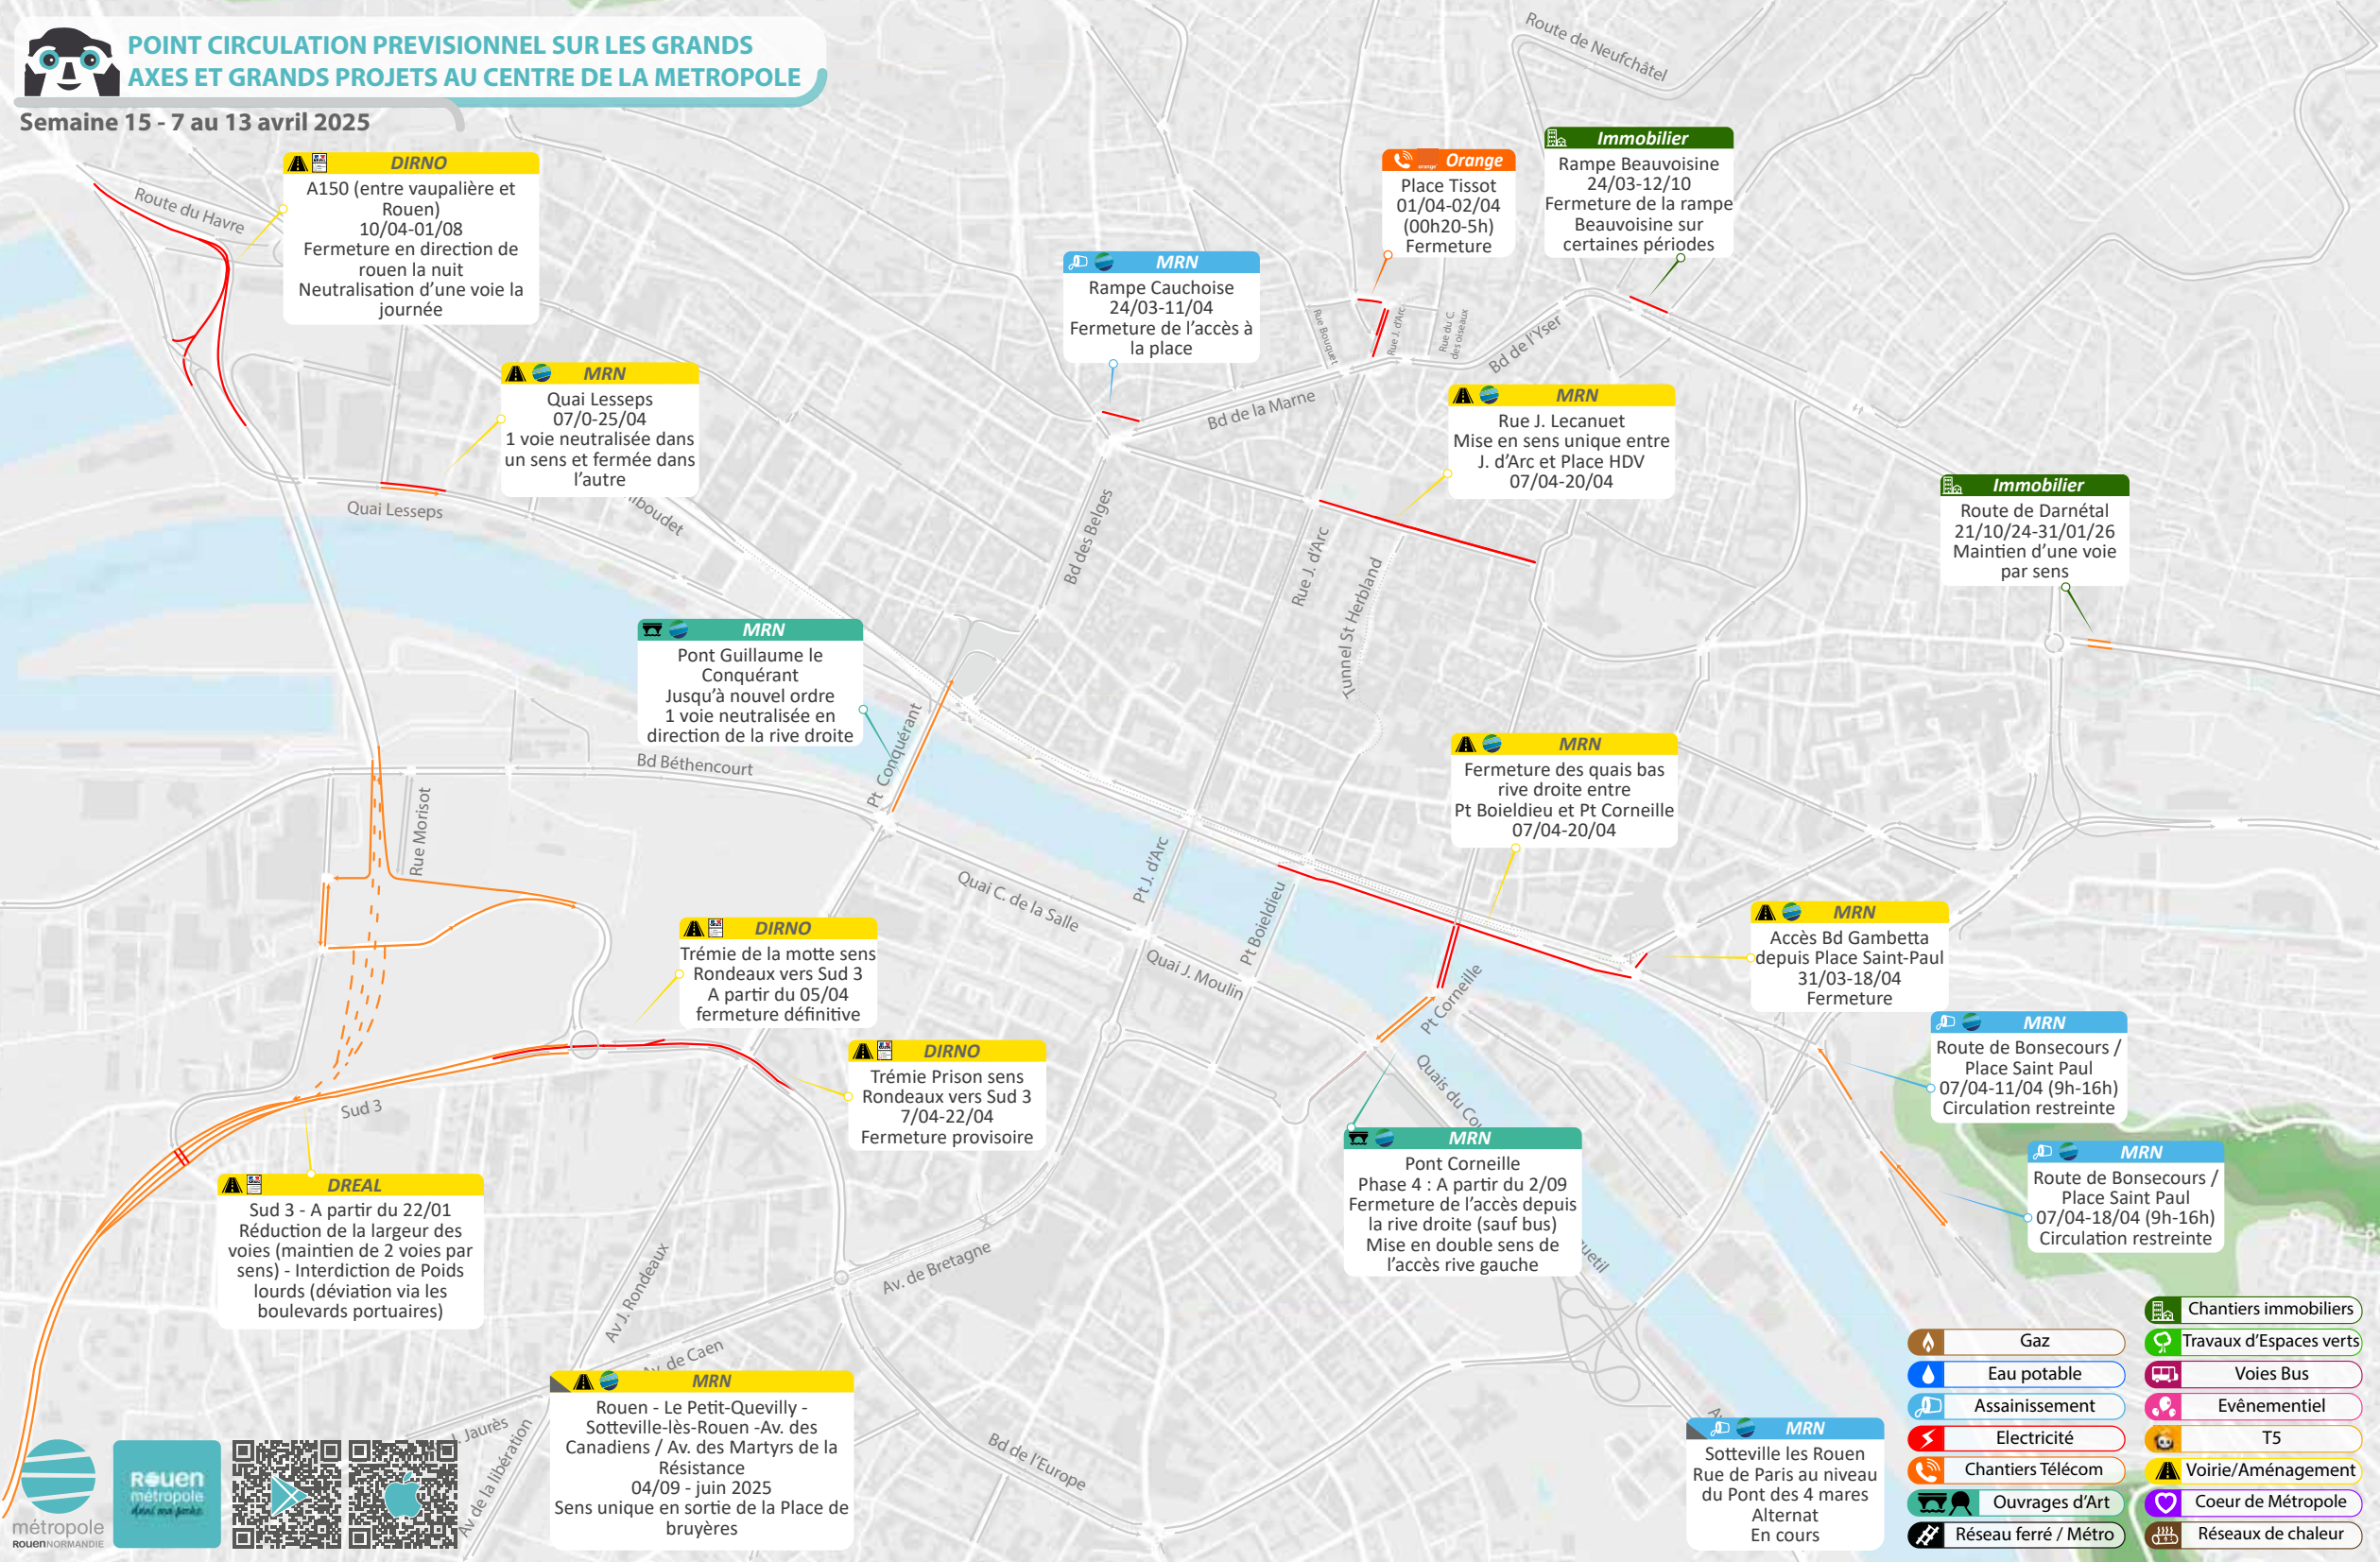 POINT CIRCULATION PREVISIONNEL SUR LES GRANDS
AXES ET GRANDS PROJETS AU CENTRE DE LA METROPOLE
Semaine 15 - 7 au 13 avril 2025
Route de Neufchâtel
Route du Havre
DIRNO
A150 (entre vaupalière et
Rouen)
10/04-01/08
Fermeture en direction de
rouen la nuit
Neutralisation d'une voie la
journée
Orange
Place Tissot
01/04-02/04
(00h20-5h)
Fermeture
Immobilier
Rampe Beauvoisine
24/03-12/10
Fermeture de la rampe
Beauvoisine sur
certaines périodes
MRN
Rampe Cauchoise
24/03-11/04
Fermeture de l'accès à
la place
Rue Bouquet
Rue J. d'Arc
Rue du C.
des oiseaux
Bd de l'Yser
Bd de la Marne
MRN
Quai Lesseps
07/0-25/04
1 voie neutralisée dans
un sens et fermée dans
l'autre
Quai Lesseps
MRN
Rue J. Lecanuet
Mise en sens unique entre
J. d'Arc et Place HDV
07/04-20/04
Immobilier
Route de Darnétal
21/10/24-31/01/26
Maintien d'une voie
par sens
Bd des Belges
Rue J. d'Arc
Tunnel St Herbland
MRN
Pont Guillaume le
Conquérant
Jusqu'à nouvel ordre
1 voie neutralisée en
direction de la rive droite
Pt Conquérant
Bd Béthencourt
Rue Morisot
MRN
Fermeture des quais bas
rive droite entre
Pt Boieldieu et Pt Corneille
07/04-20/04
Quai C. de la Salle
Pt J. d'Arc
Pt Boieldieu
Quai J. Moulin
Pt Corneille
DIRNO
Trémie de la motte sens
Rondeaux vers Sud 3
A partir du 05/04
fermeture définitive
MRN
Accès Bd Gambetta
depuis Place Saint-Paul
31/03-18/04
Fermeture
DIRNO
Trémie Prison sens
Rondeaux vers Sud 3
7/04-22/04
Fermeture provisoire
MRN
Route de Bonsecours /
Place Saint Paul
07/04-11/04 (9h-16h)
Circulation restreinte
Quais du Cou
Sud 3
MRN
Pont Corneille
Phase 4 : A partir du 2/09
Fermeture de l'accès depuis
la rive droite (sauf bus)
Mise en double sens de
l'accès rive gauche
MRN
Route de Bonsecours /
Place Saint Paul
07/04-18/04 (9h-16h)
Circulation restreinte
DREAL
Sud 3 - A partir du 22/01
Réduction de la largeur des
voies (maintien de 2 voies par
sens) - Interdiction de Poids
lourds (déviation via les
boulevards portuaires)
Av J. Rondeaux
Av. de Bretagne
Av. de Caen
J. Jaurès
Av de la libération
Bd de l'Europe
MRN
Rouen - Le Petit-Quevilly -
Sotteville-lès-Rouen -Av. des
Canadiens / Av. des Martyrs de la
Résistance
04/09 - juin 2025
Sens unique en sortie de la Place de
bruyères
MRN
Sotteville les Rouen
Rue de Paris au niveau
du Pont des 4 mares
Alternat
En cours
Chantiers immobiliers
Gaz
Travaux d'Espaces verts
Eau potable
Voies Bus
Assainissement
Evênementiel
Electricité
T5
Chantiers Télécom
Voirie/Aménagement
Ouvrages d'Art
Coeur de Métropole
Réseau ferré / Métro
Réseaux de chaleur
métropole
ROUENNORMANDIE
Rouen
métropole
dans ma poche